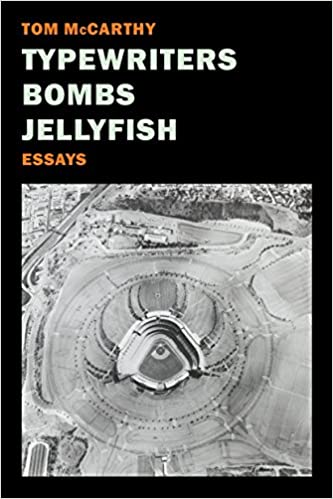 TOM McCARTHY
TYPEWRITERS
BOMBS
JELLYFISH
ESSAYS